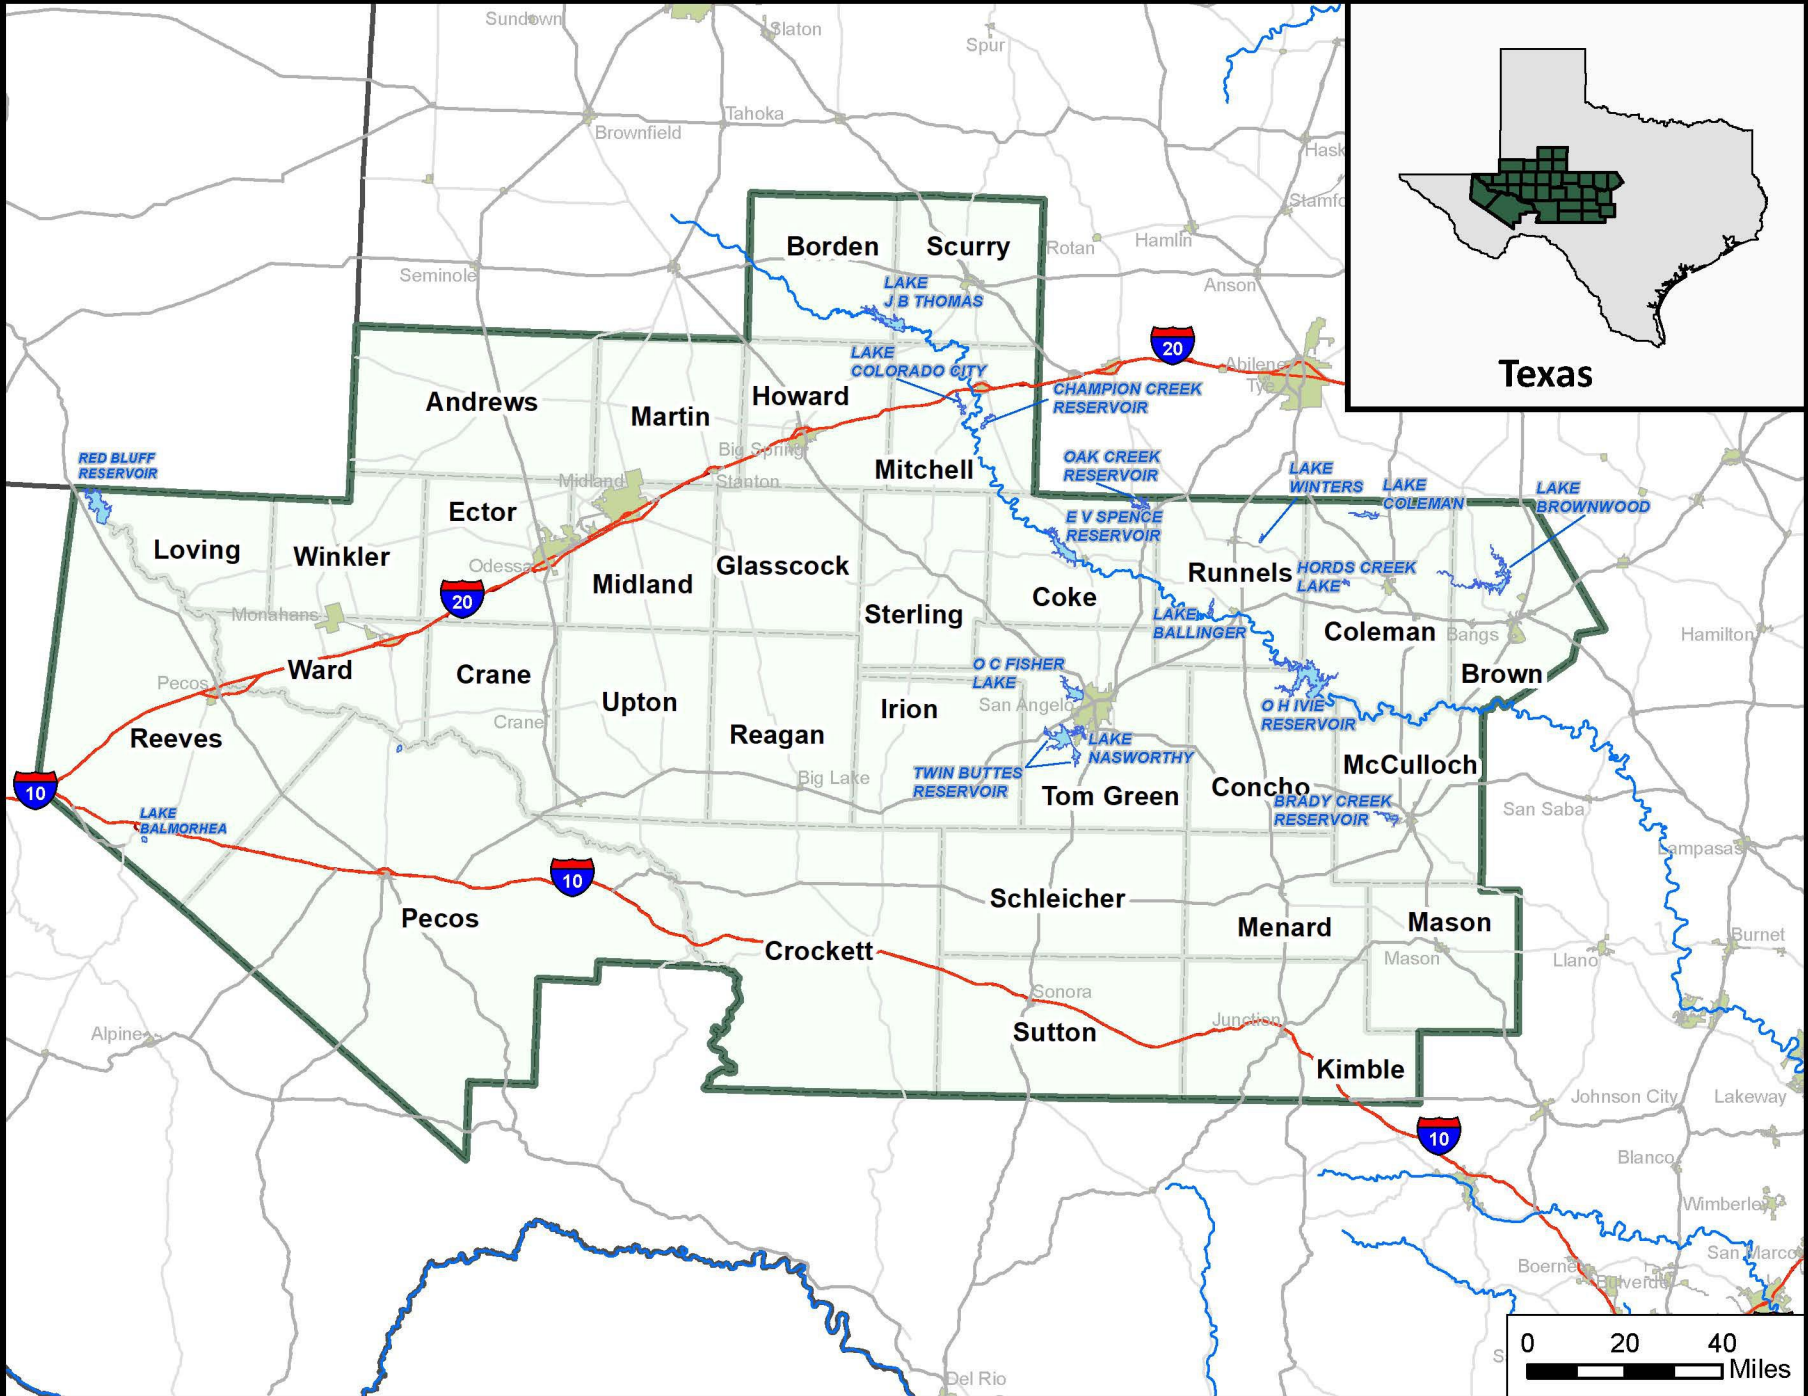 Sundown
Slaton
Spur
Tahoka
Brownfield
Hask
Stamfo
Borden
Scurry
Rotan
Hamlin
Seminole
Anson
LAKE
J B THOMAS
20
Abilene
Tye
LAKE
COLORADO CITY
CHAMPION CREEK
RESERVOIR
Texas
Andrews
Martin
Howard
Big Spring
Mitchell
RED BLUFF
RESERVOIR
OAK CREEK
RESERVOIR
LAKE
WINTERS
LAKE
COLEMAN
LAKE
BROWNWOOD
Midland
Stanton
Ector
E V SPENCE
RESERVOIR
Loving
Winkler
Odessa
Midland
Glasscock
Runnels
HORDS CREEK
LAKE
20
Coke
Sterling
Monahans
LAKE
BALLINGER
Coleman
Bangs
Hamilton
Ward
Crane
O C FISHER
LAKE
Brown
Pecos
Upton
Irion
San Angelo
O H IVIE
RESERVOIR
Crane
Reeves
Reagan
LAKE
NASWORTHY
McCulloch
10
Big Lake
TWIN BUTTES
RESERVOIR
Tom Green
Concho
BRADY CREEK
RESERVOIR
San Saba
LAKE
BALMORHEA
Lampasas
10
Schleicher
Pecos
Menard
Mason
Crockett
Mason
Llano
Burnet
Sonora
Alpine
Sutton
Junction
Kimble
Johnson City
Lakeway
10
Blanco
Wimberle
San Marco
Boerne
Bulverde
S
0 20 40
Miles
Del Rio